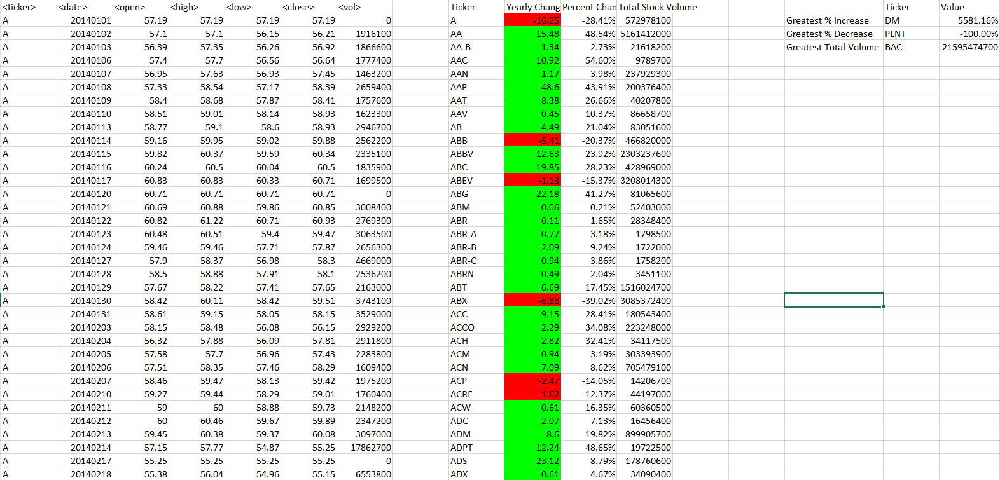 <ticker> <date> <open> <high> <low> <close> <vol> Ticker Yearly Chang Percent Chan Total Stock Volume Ticker Value
A 20140101 57.19 57.19 57.19 57.19 0 A -16.25 -28.41% 572978100 Greatest % Increase DM 5581.16%
A 20140102 57.1 57.1 56.15 56.21 1916100 AA 15.48 48.54% 5161412000 Greatest % Decrease PLNT -100.00%
A 20140103 56.39 57.35 56.26 56.92 1866600 AA-B 1.34 2.73% 21618200 Greatest Total Volume BAC 21595474700
A 20140106 57.4 57.7 56.56 56.64 1777400 AAC 10.92 54.60% 9789700
A 20140107 56.95 57.63 56.93 57.45 1463200 AAN 1.17 3.98% 237929300
A 20140108 57.33 58.54 57.17 58.39 2659400 AAP 48.6 43.91% 200376400
A 20140109 58.4 58.68 57.87 58.41 1757600 AAT 8.38 26.66% 40207800
A 20140110 58.51 59.01 58.14 58.93 1623300 AAV 0.45 10.37% 86658700
A 20140113 58.77 59.1 58.6 58.93 2946700 AB 4.49 21.04% 83051600
A 20140114 59.16 59.95 59.02 59.88 2562200 ABB -5.41 -20.37% 466820000
A 20140115 59.82 60.37 59.59 60.34 2335100 ABBV 12.63 23.92% 2303237600
A 20140116 60.24 60.5 60.04 60.5 1835900 ABC 19.85 28.23% 428969000
A 20140117 60.83 60.83 60.33 60.71 1699500 ABEV -1.13 -15.37% 3208014300
A 20140120 60.71 60.71 60.71 60.71 0 ABG 22.18 41.27% 81065600
A 20140121 60.69 60.88 59.86 60.85 3008400 ABM 0.06 0.21% 52403000
A 20140122 60.82 61.22 60.71 60.93 2769300 ABR 0.11 1.65% 28348400
A 20140123 60.48 60.51 59.4 59.47 3063500 ABR-A 0.77 3.18% 1798500
A 20140124 59.46 59.46 57.71 57.87 2656300 ABR-B 2.09 9.24% 1722000
A 20140127 57.9 58.37 56.98 58.3 4669000 ABR-C 0.94 3.86% 1758200
A 20140128 58.5 58.88 57.91 58.1 2536200 ABRN 0.49 2.04% 3451100
A 20140129 57.67 58.22 57.41 57.65 2163000 ABT 6.69 17.45% 1516024700
A 20140130 58.42 60.11 58.42 59.51 3743100 ABX -6.88 -39.02% 3085372400
A 20140131 58.61 59.15 58.05 58.15 3529000 ACC 9.15 28.41% 180543400
A 20140203 58.15 58.48 56.08 56.15 2929200 ACCO 2.29 34.08% 223248000
A 20140204 56.32 57.88 56.09 57.81 2911800 ACH 2.82 32.41% 34117500
A 20140205 57.58 57.7 56.96 57.43 2283800 ACM 0.94 3.19% 303393900
A 20140206 57.51 58.35 57.46 58.29 1609400 ACN 7.09 8.62% 705479100
A 20140207 58.46 59.47 58.13 59.42 1975200 ACP -2.47 -14.05% 14206700
A 20140210 59.27 59.44 58.29 59.01 1760400 ACRE -1.62 -12.37% 44197000
A 20140211 59 60 58.88 59.73 2148200 ACW 0.61 16.35% 60360500
A 20140212 60 60.46 59.67 59.89 2347200 ADC 2.07 7.13% 16456400
A 20140213 59.45 60.38 59.37 60.08 3097000 ADM 8.6 19.82% 899905700
A 20140214 57.15 57.77 54.87 55.25 17862700 ADPT 12.24 48.65% 19722500
A 20140217 55.25 55.25 55.25 55.25 0 ADS 23.12 8.79% 178760600
A 20140218 55.38 56.04 54.96 55.15 6553800 ADX 0.61 4.67% 34090400